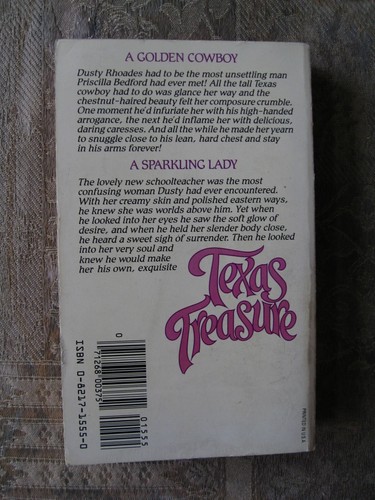 A GOLDEN COWBOY
Dusty Rhoades had to be the most unsettling man
Priscilla Bedford had ever met! All the tall Texas
cowboy had to do was glance her way and the
chestnut-haired beauty felt her composure crumble.
One moment he'd infuriate her with his high-handed
arrogance, the next he'd inflame her with delicious,
daring caresses. And all the while he made her yearn
to snuggle close to his lean, hard chest and stay
in his arms forever!
A SPARKLING LADY
The lovely new schoolteacher was the most
confusing woman Dusty had ever encountered.
With her creamy skin and polished eastern ways,
he knew she was worlds above him. Yet when
he looked into her eyes he saw the soft glow of
desire, and when he held her slender body close,
he heard a sweet sigh of surrender. Then he looked
into her very soul and
knew he would make
her his own, exquisite
Texas
Treasure
0
71268 00375
01555
ISBN 0-8217-1555-0
PRINTED IN U.S.A.